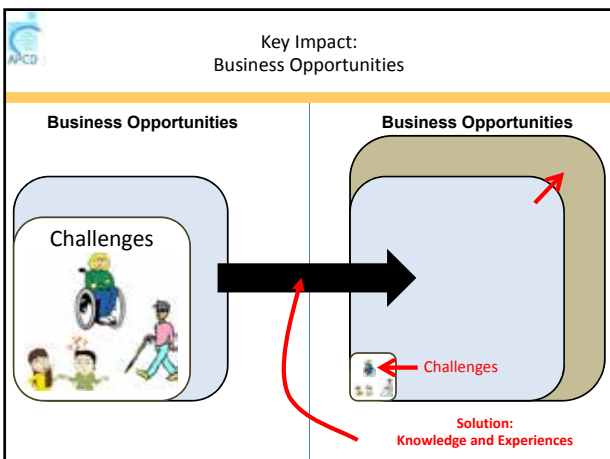 APCD
Key Impact:
Business Opportunities
Business Opportunities
Business Opportunities
Challenges
Challenges
Solution:
Knowledge and Experiences